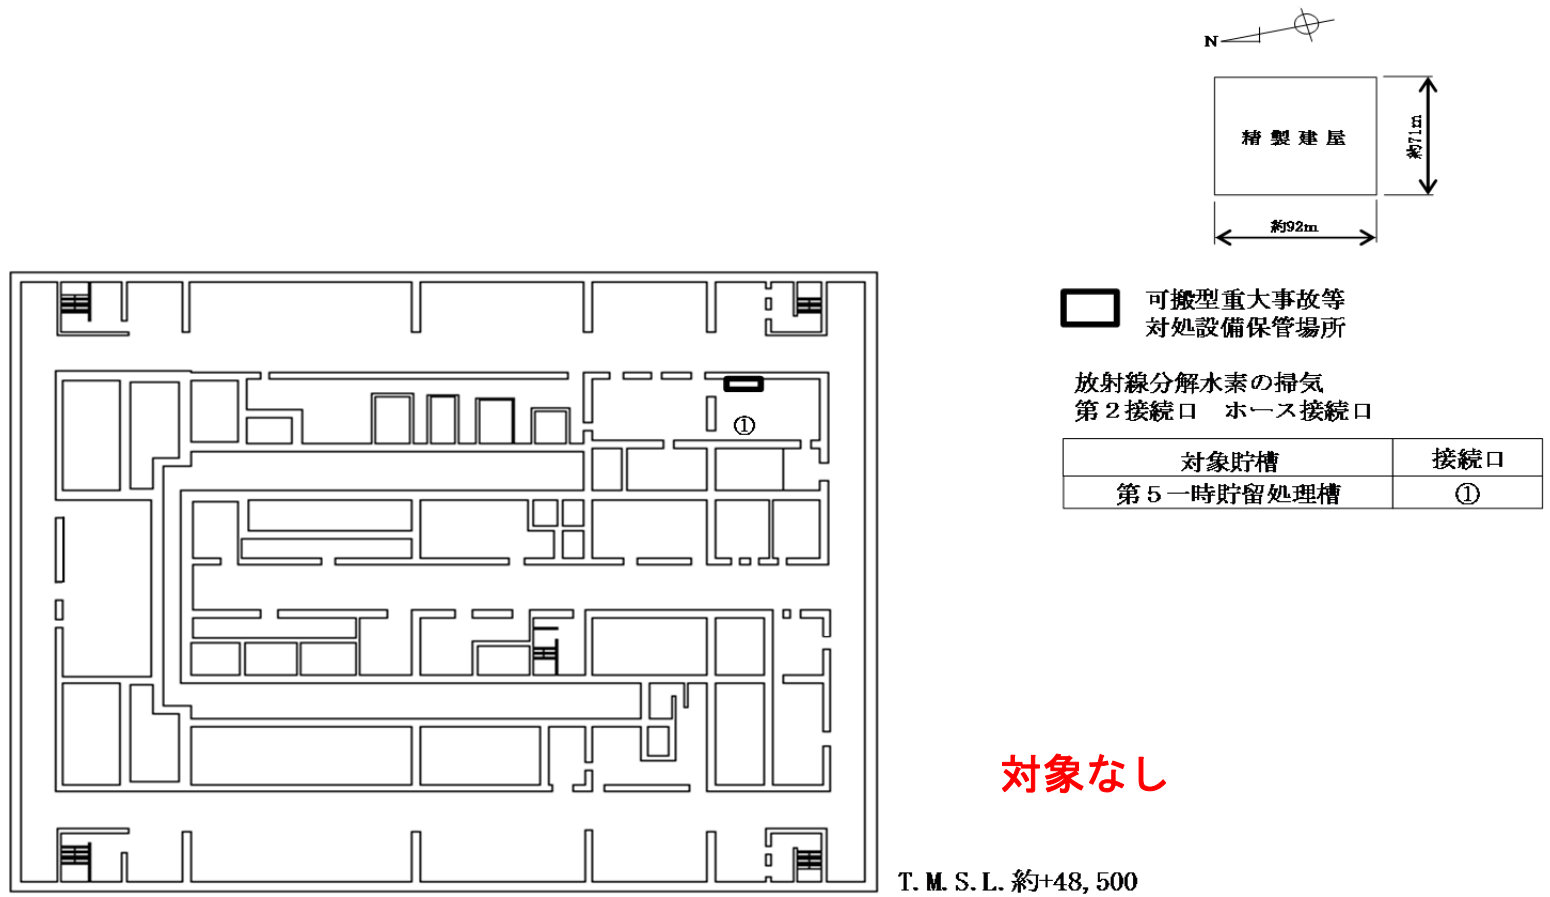 N
精製建屋
約71m
約92m
可搬型重大事故等
対処設備保管場所
放射線分解水素の掃気
第２接続口　ホース接続口
対象貯槽 接続口
第５一時貯留処理槽 ①
①
対象なし
T.M.S.L.約+48,500